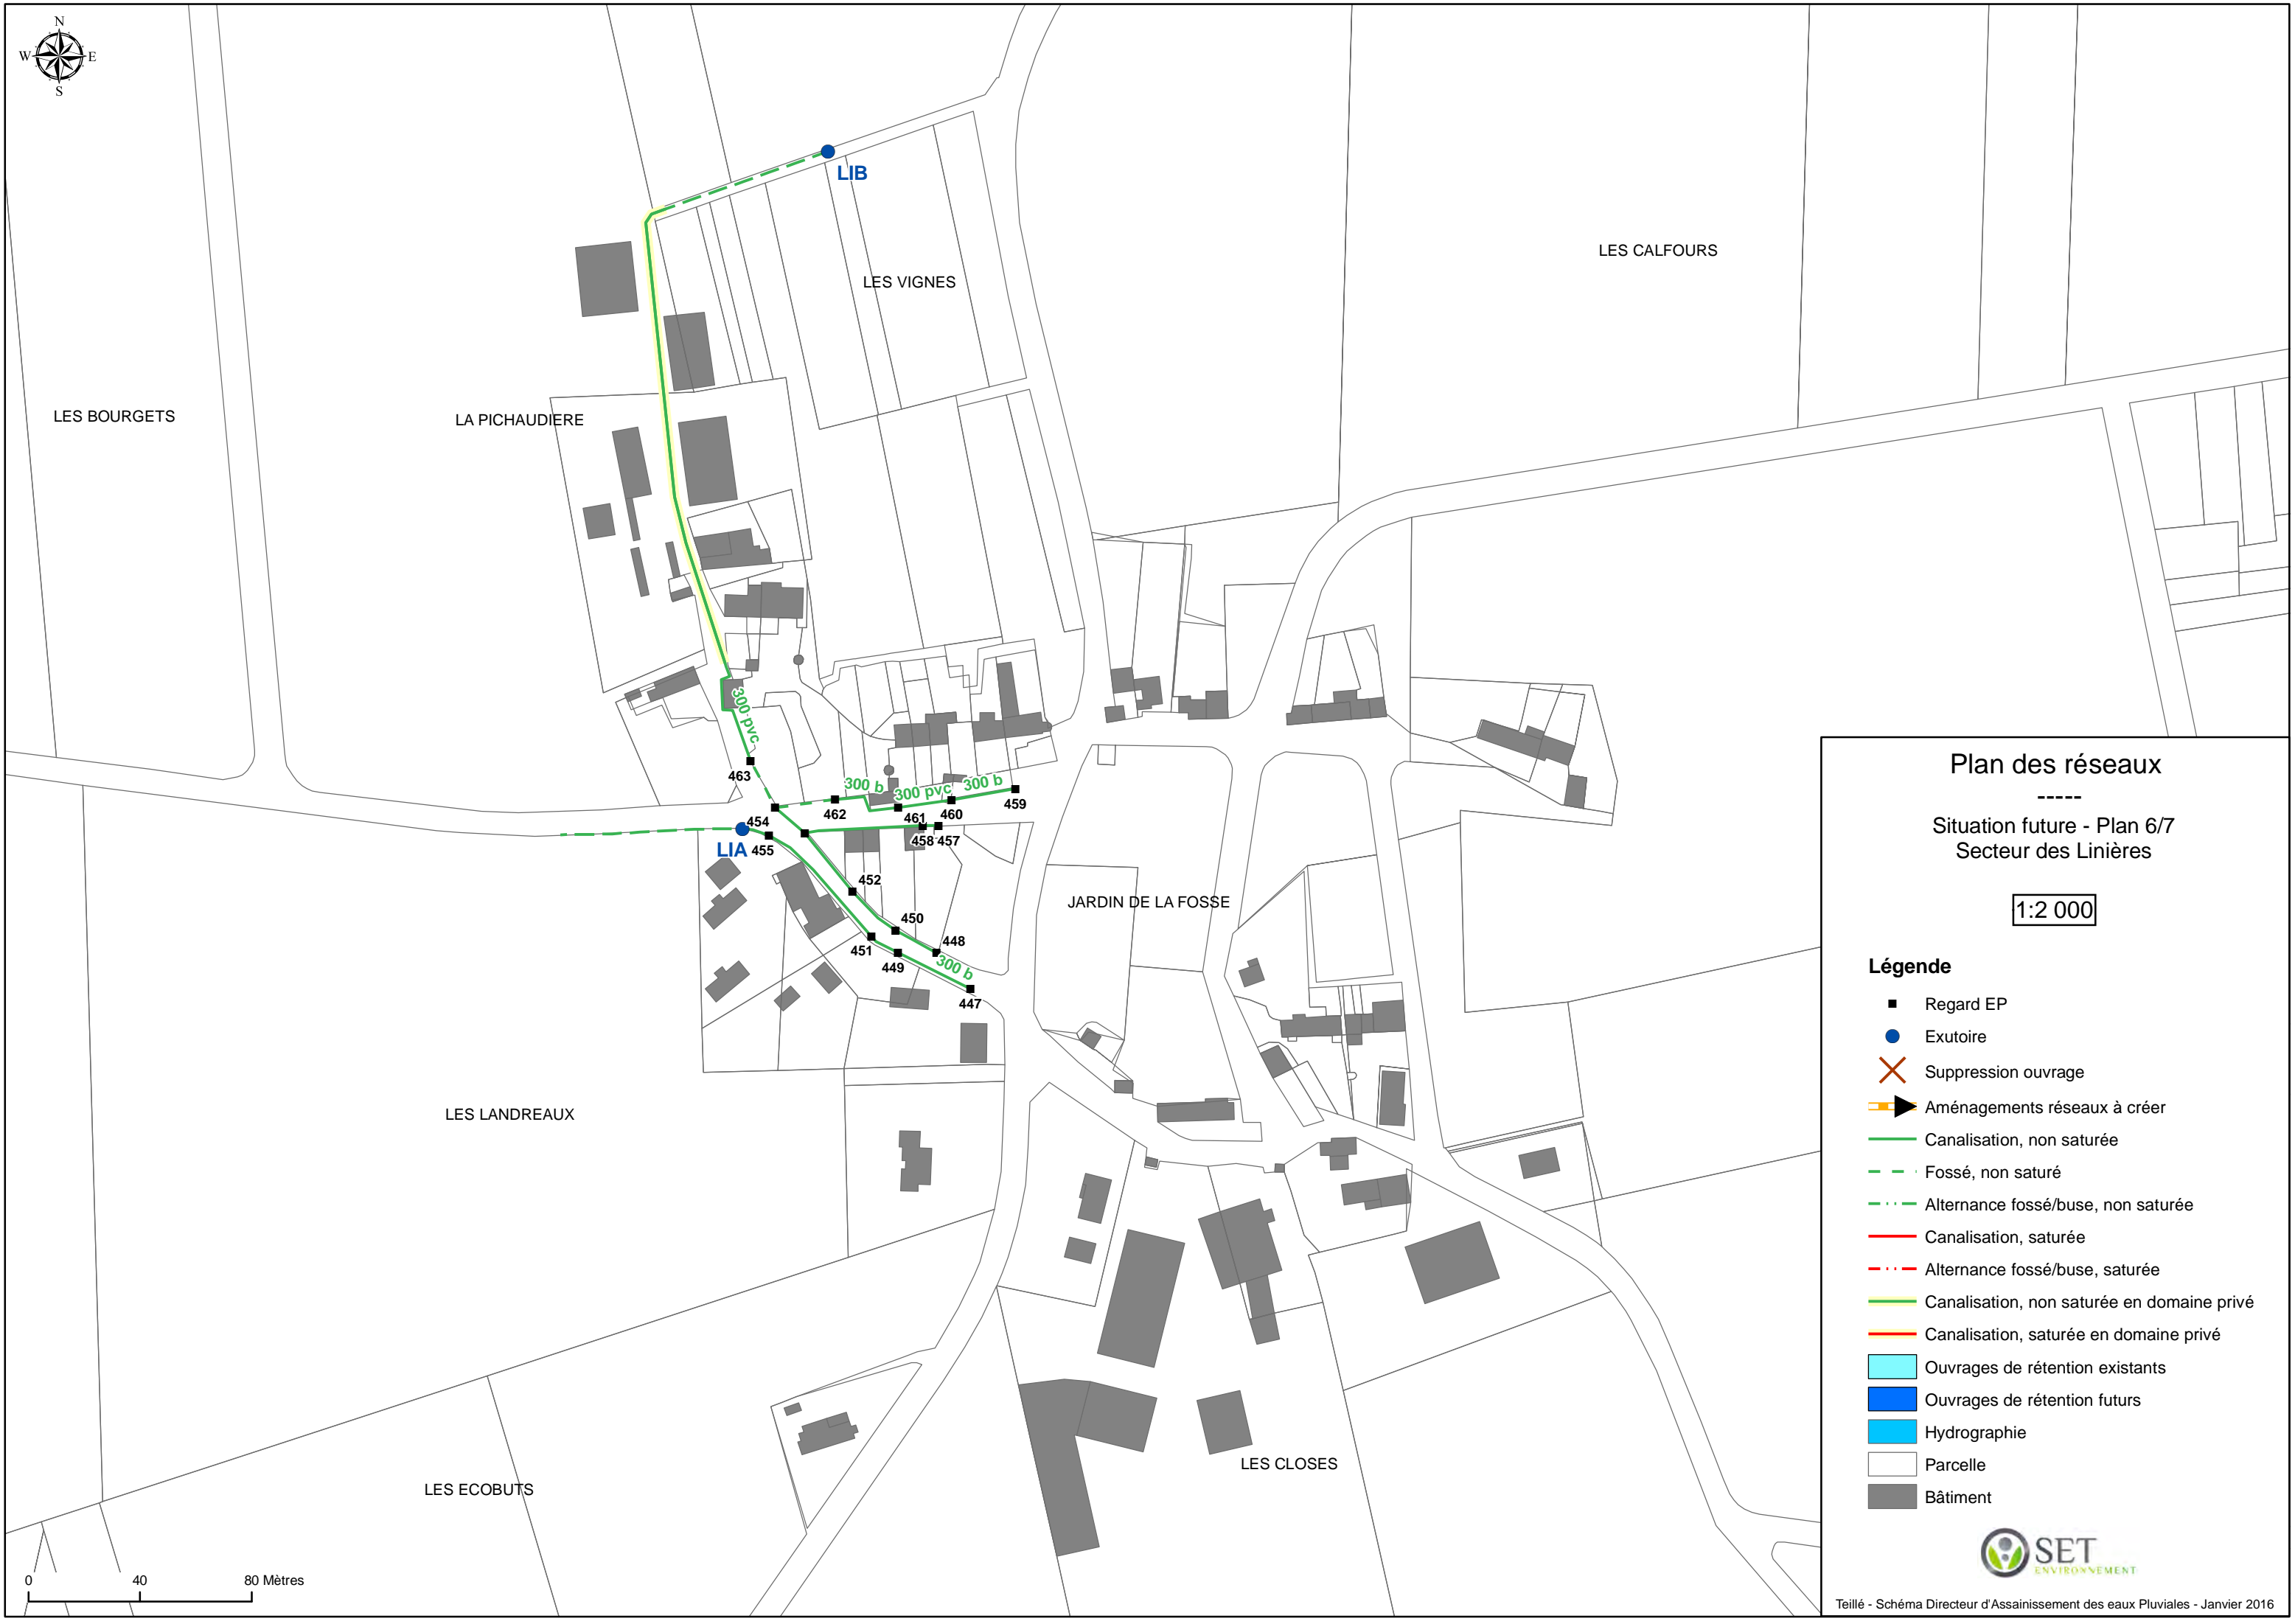 N
W E
S
LIB
LES CALFOURS
LES VIGNES
LES BOURGETS
LA PICHAUDIERE
300 pvc
463
300 b
300 pvc
300 b
462
461
460
459
454
458
457
LIA
455
452
450
448
451
449
300 b
447
JARDIN DE LA FOSSE
LES LANDREAUX
LES ECOBUTS
LES CLOSES
0 40 80 Mètres
Plan des réseaux
-----
Situation future - Plan 6/7
Secteur des Linières
1:2 000
Légende
Regard EP
Exutoire
Suppression ouvrage
Aménagements réseaux à créer
Canalisation, non saturée
Fossé, non saturé
Alternance fossé/buse, non saturée
Canalisation, saturée
Alternance fossé/buse, saturée
Canalisation, non saturée en domaine privé
Canalisation, saturée en domaine privé
Ouvrages de rétention existants
Ouvrages de rétention futurs
Hydrographie
Parcelle
Bâtiment
SET
ENVIRONNEMENT
Teillé - Schéma Directeur d'Assainissement des eaux Pluviales - Janvier 2016